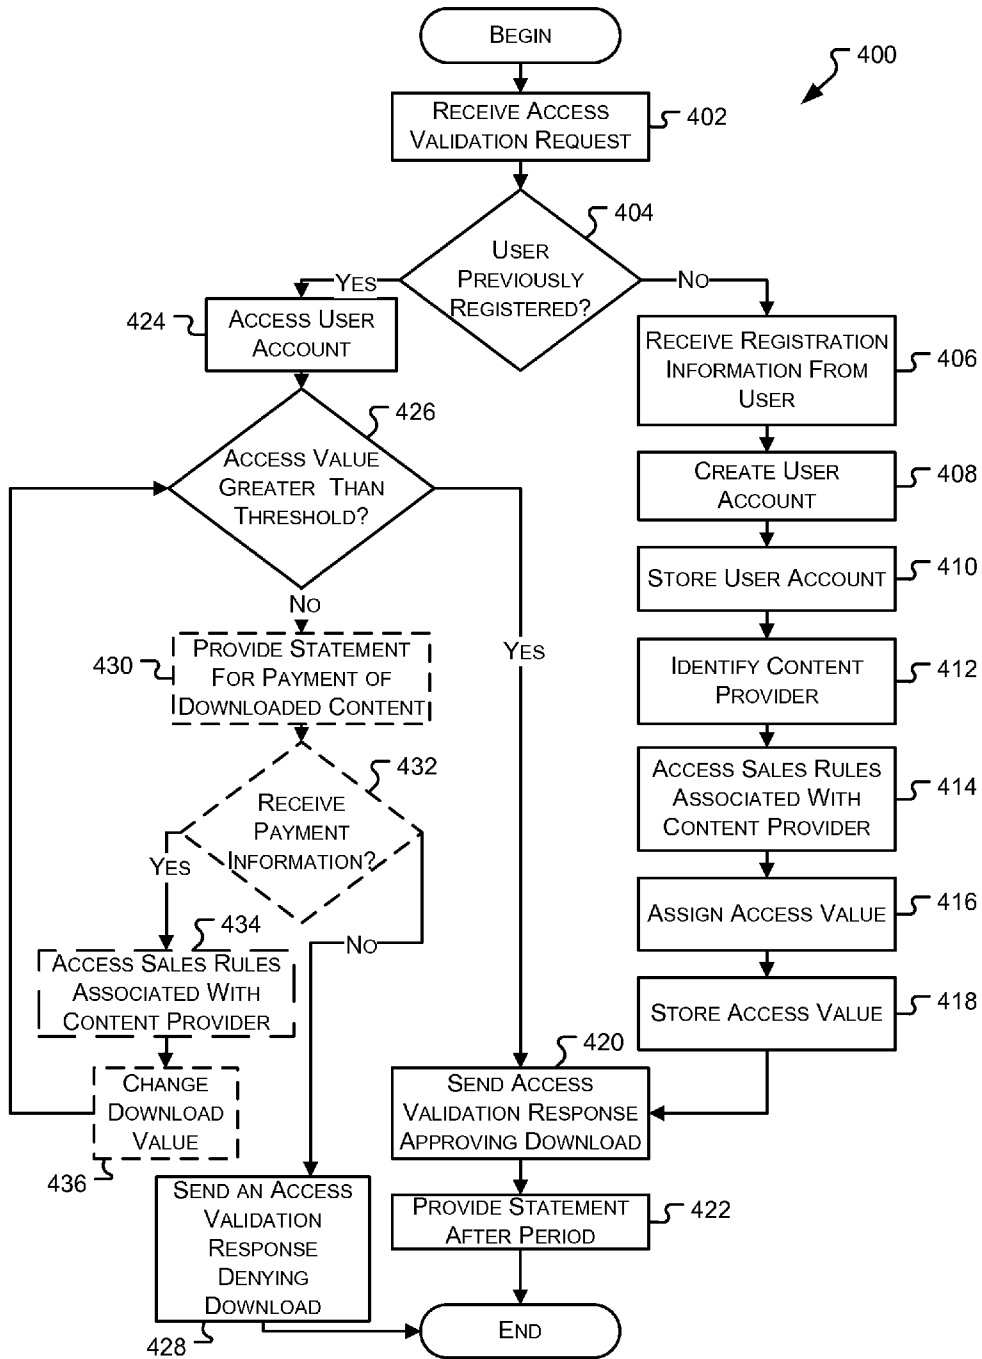 BEGIN
400
RECEIVE ACCESS
VALIDATION REQUEST
402
404
USER
PREVIOUSLY
REGISTERED?
YES
NO
424
ACCESS USER
ACCOUNT
RECEIVE REGISTRATION
INFORMATION FROM
USER
406
426
ACCESS VALUE
GREATER THAN
THRESHOLD?
CREATE USER
ACCOUNT
408
STORE USER ACCOUNT
410
NO
YES
430
PROVIDE STATEMENT
FOR PAYMENT OF
DOWNLOADED CONTENT
IDENTIFY CONTENT
PROVIDER
412
432
RECEIVE
PAYMENT
INFORMATION?
ACCESS SALES RULES
ASSOCIATED WITH
CONTENT PROVIDER
414
YES
NO
ASSIGN ACCESS VALUE
416
434
ACCESS SALES RULES
ASSOCIATED WITH
CONTENT PROVIDER
STORE ACCESS VALUE
418
420
CHANGE
DOWNLOAD
VALUE
436
SEND ACCESS
VALIDATION RESPONSE
APPROVING DOWNLOAD
SEND AN ACCESS
VALIDATION
RESPONSE
DENYING
DOWNLOAD
428
PROVIDE STATEMENT
AFTER PERIOD
422
END